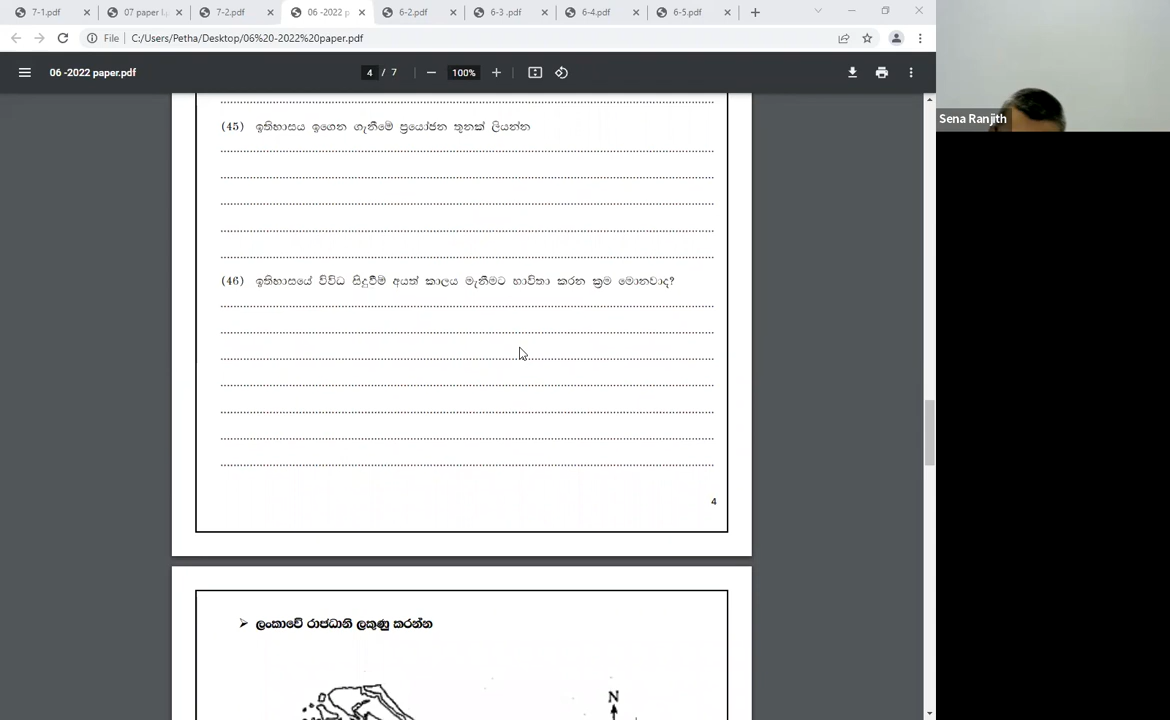 7-1.pdf
07 paper I.p
7-2.pdf
06 -2022 p
6-2.pdf
6-3 .pdf
6-4.pdf
6-5.pdf
File
C:/Users/Petha/Desktop/06%20-2022%20paper.pdf
06 -2022 paper.pdf
4 / 7
100%
Sena Ranjith
(45) ඉතිහාසය ඉගෙන ගැනීමේ ප්‍රයෝජන තුනක් ලියන්න
(46) ඉතිහාසයේ විවිධ සිදුවීම් අයත් කාලය මැනීමට භාවිතා කරන ක්‍රම මොනවාද?
4
➢ ලංකාවේ රාජධානි ලකුණු කරන්න
N